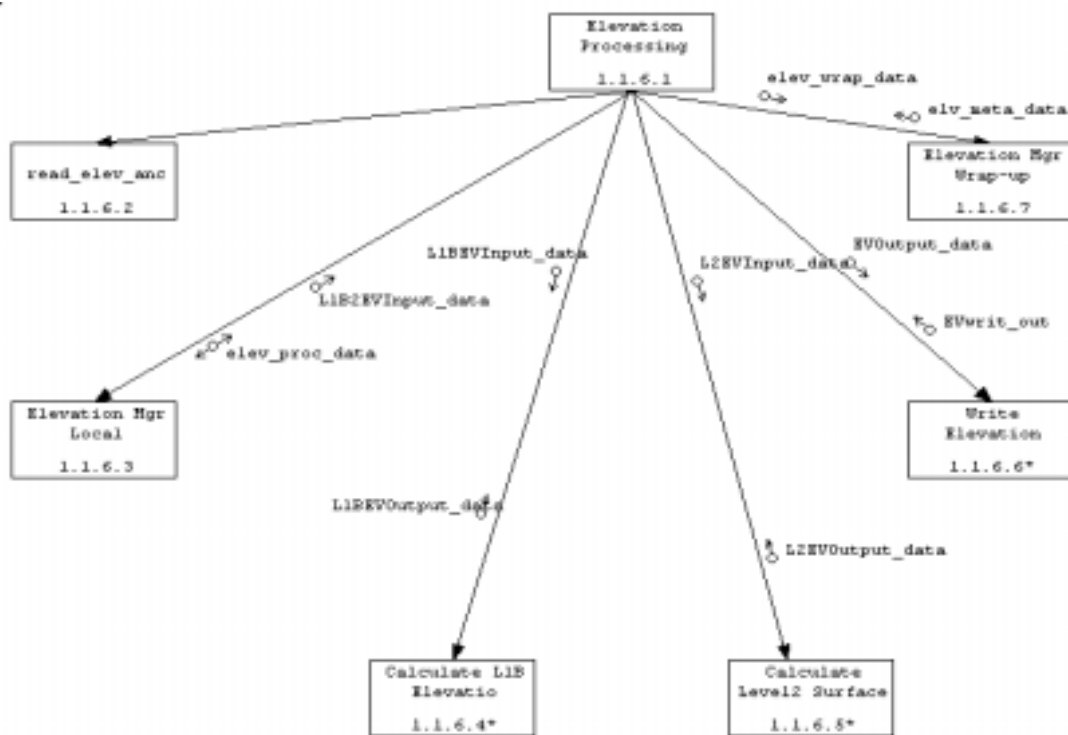 Elevation
Processing
1.1.6.1
elev_wrap_data
elv_meta_data
read_elev_anc
1.1.6.2
Elevation Mgr
Wrap-up
1.1.6.7
L1BEVInput_data
L2EVInput_data
EVOutput_data
L1B2EVInput_data
EVwrit_out
elev_proc_data
Elevation Mgr
Local
1.1.6.3
Write
Elevation
1.1.6.6*
L1BEVOutput_data
L2EVOutput_data
Calculate L1B
Elevatio
1.1.6.4*
Calculate
Level2 Surface
1.1.6.5*